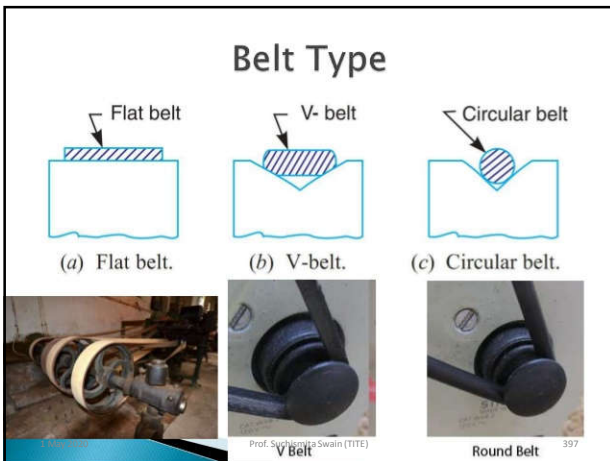 Belt Type
Flat belt
V- belt
Circular belt
(a) Flat belt.
(b) V-belt.
(c) Circular belt.
Prof. Suchismita Swain (TITE)
397
V Belt
Round Belt